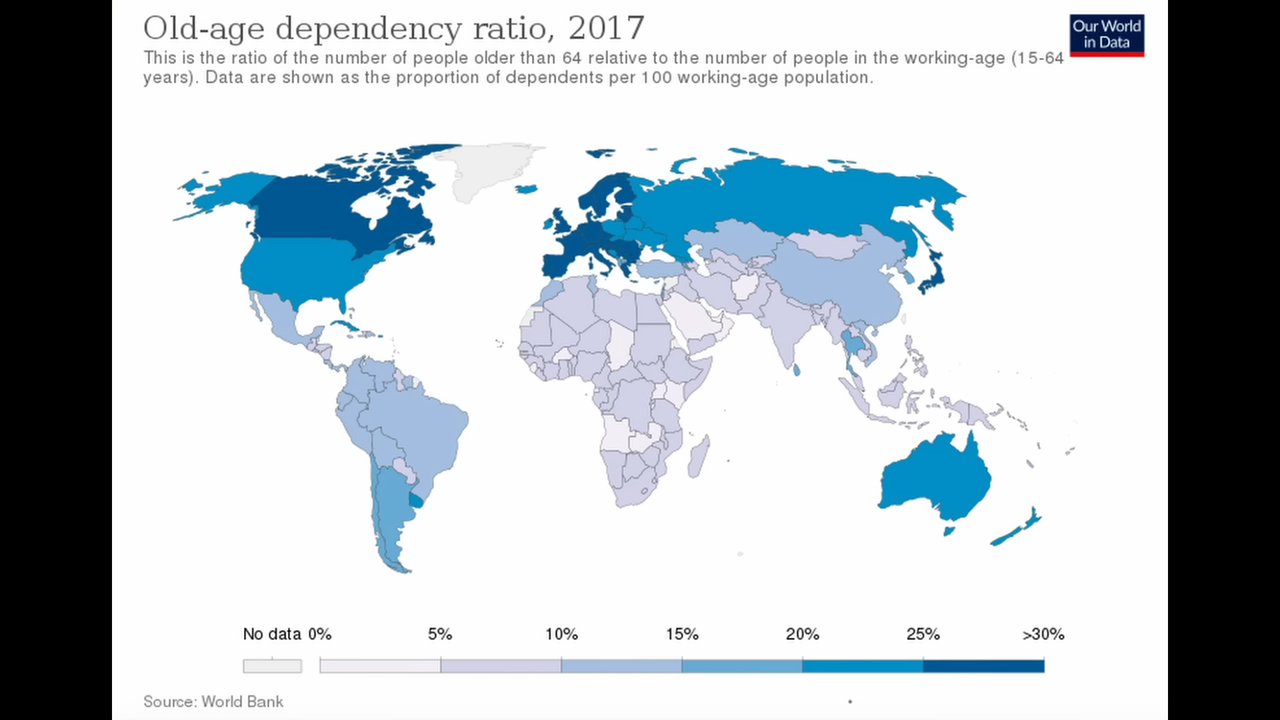 Old-age dependency ratio, 2017
Our World
in Data
This is the ratio of the number of people older than 64 relative to the number of people in the working-age (15-64
years). Data are shown as the proportion of dependents per 100 working-age population.
No data 0% 5% 10% 15% 20% 25% >30%
Source: World Bank